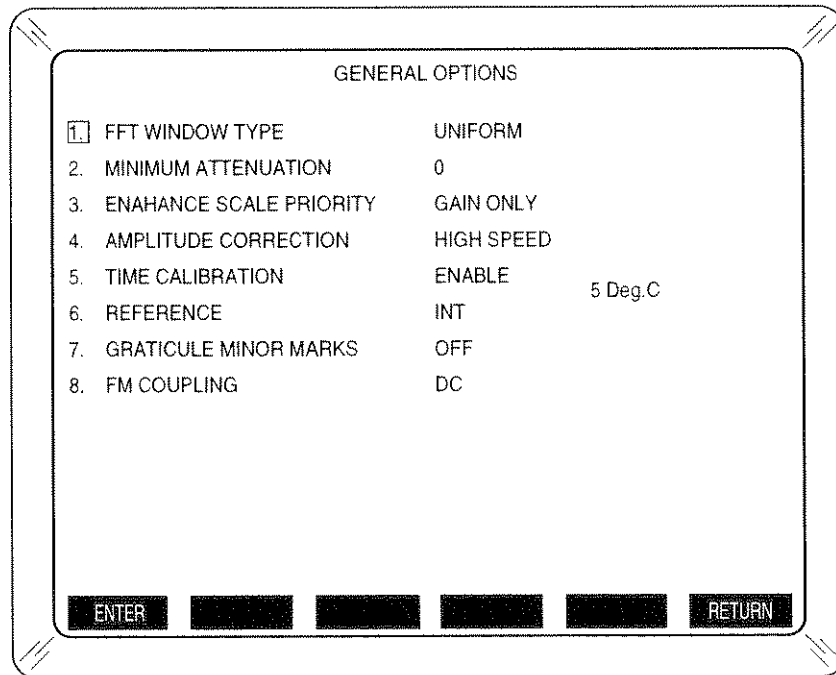 GENERAL OPTIONS
1. FFT WINDOW TYPE UNIFORM
2. MINIMUM ATTENUATION 0
3. ENAHANCE SCALE PRIORITY GAIN ONLY
4. AMPLITUDE CORRECTION HIGH SPEED
5. TIME CALIBRATION ENABLE 5 Deg.C
6. REFERENCE INT
7. GRATICULE MINOR MARKS OFF
8. FM COUPLING DC
ENTER RETURN